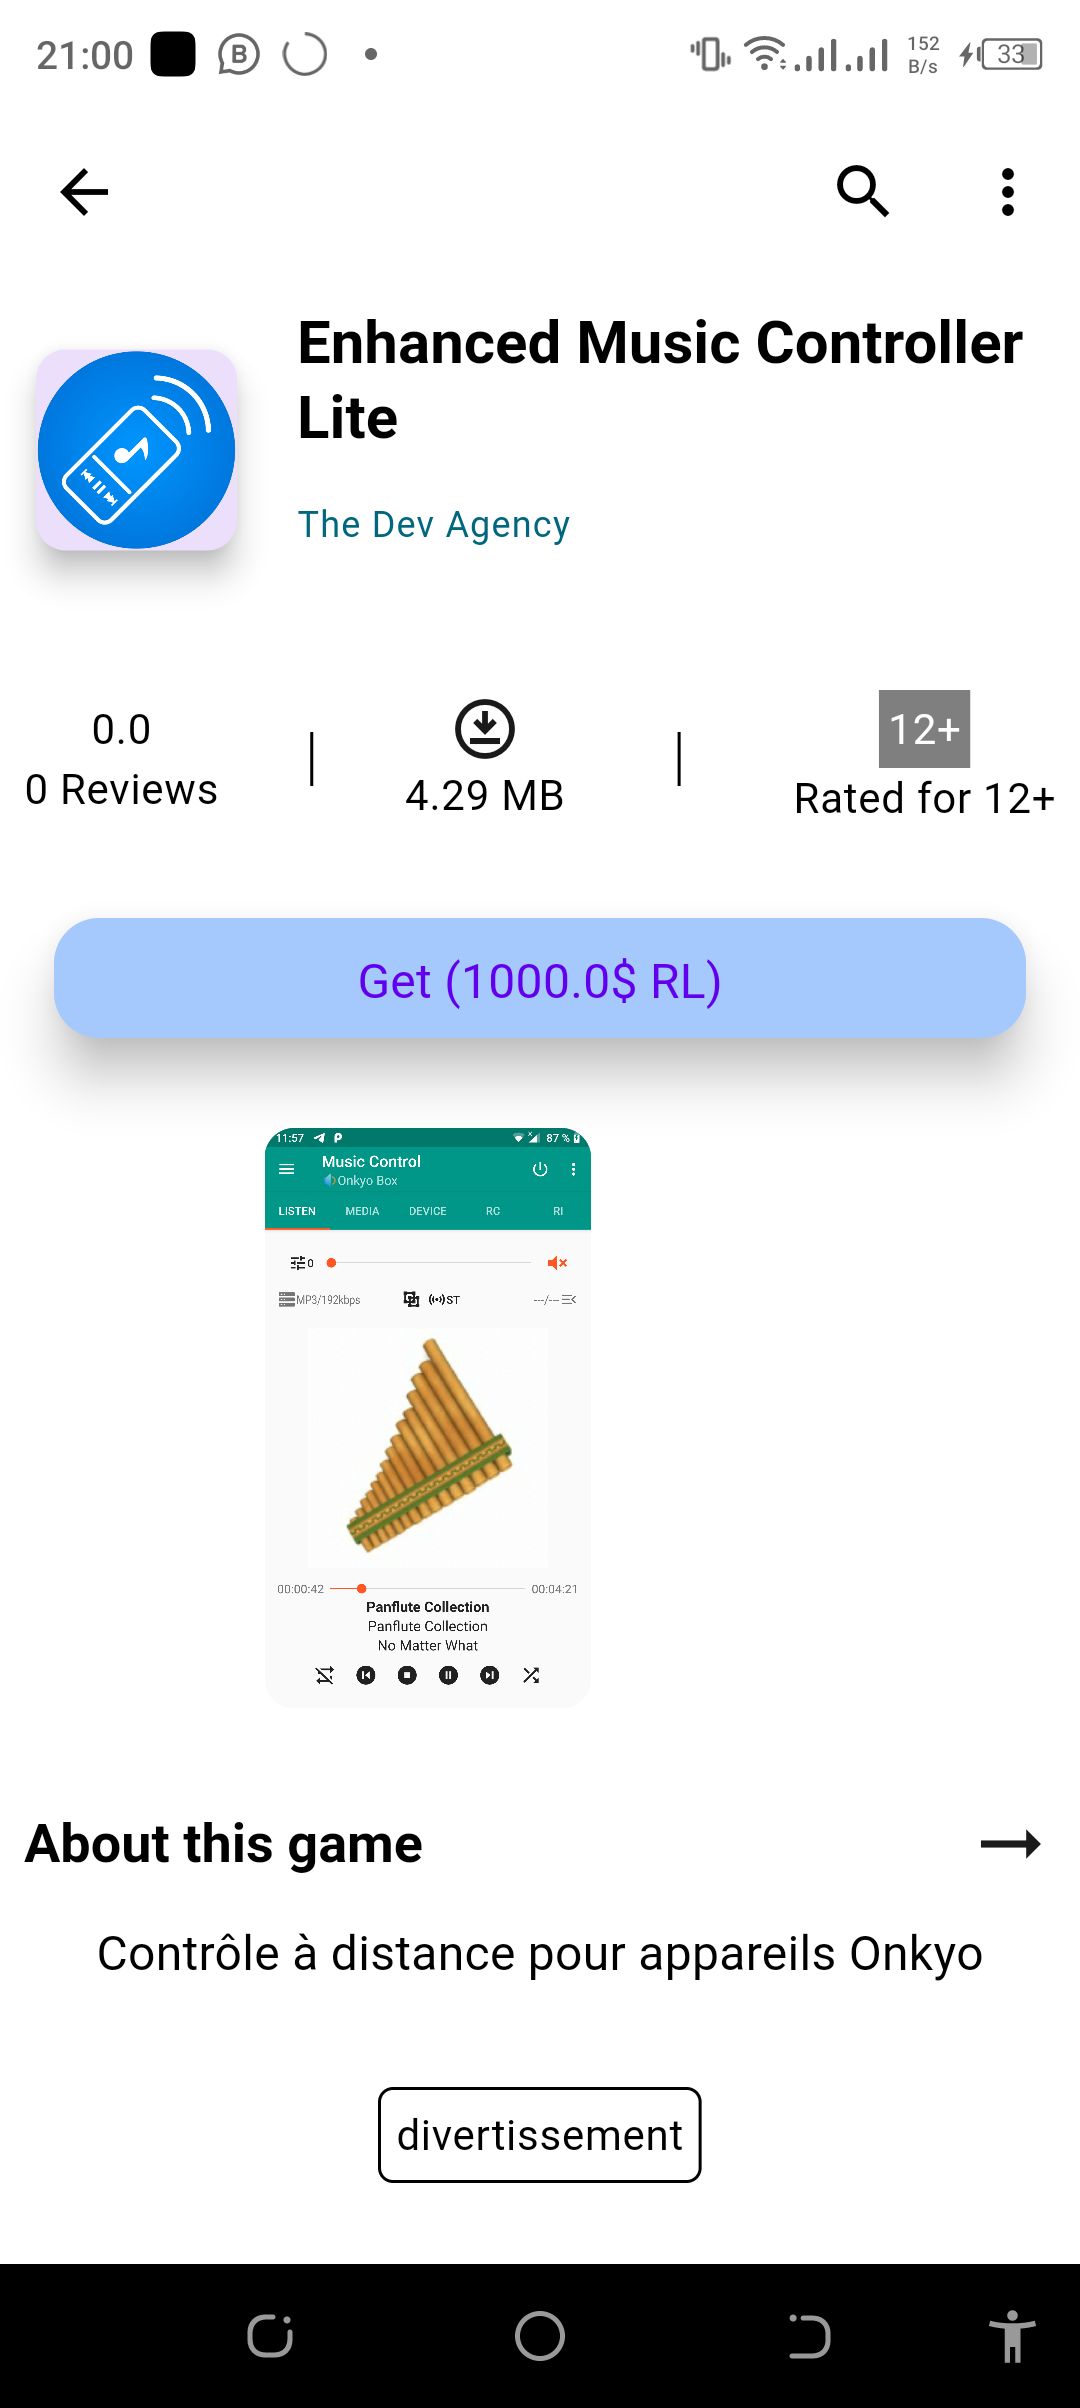 21:00
152
B/s
33
Enhanced Music Controller
Lite
The Dev Agency
0.0
0 Reviews
4.29 MB
12+
Rated for 12+
Get (1000.0$ RL)
11:57
87 %
Music Control
Onkyo Box
LISTEN MEDIA DEVICE RC RI
0
MP3/192kbps ST ---/---
00:00:42 00:04:21
Panflute Collection
Panflute Collection
No Matter What
About this game
Contrôle à distance pour appareils Onkyo
divertissement